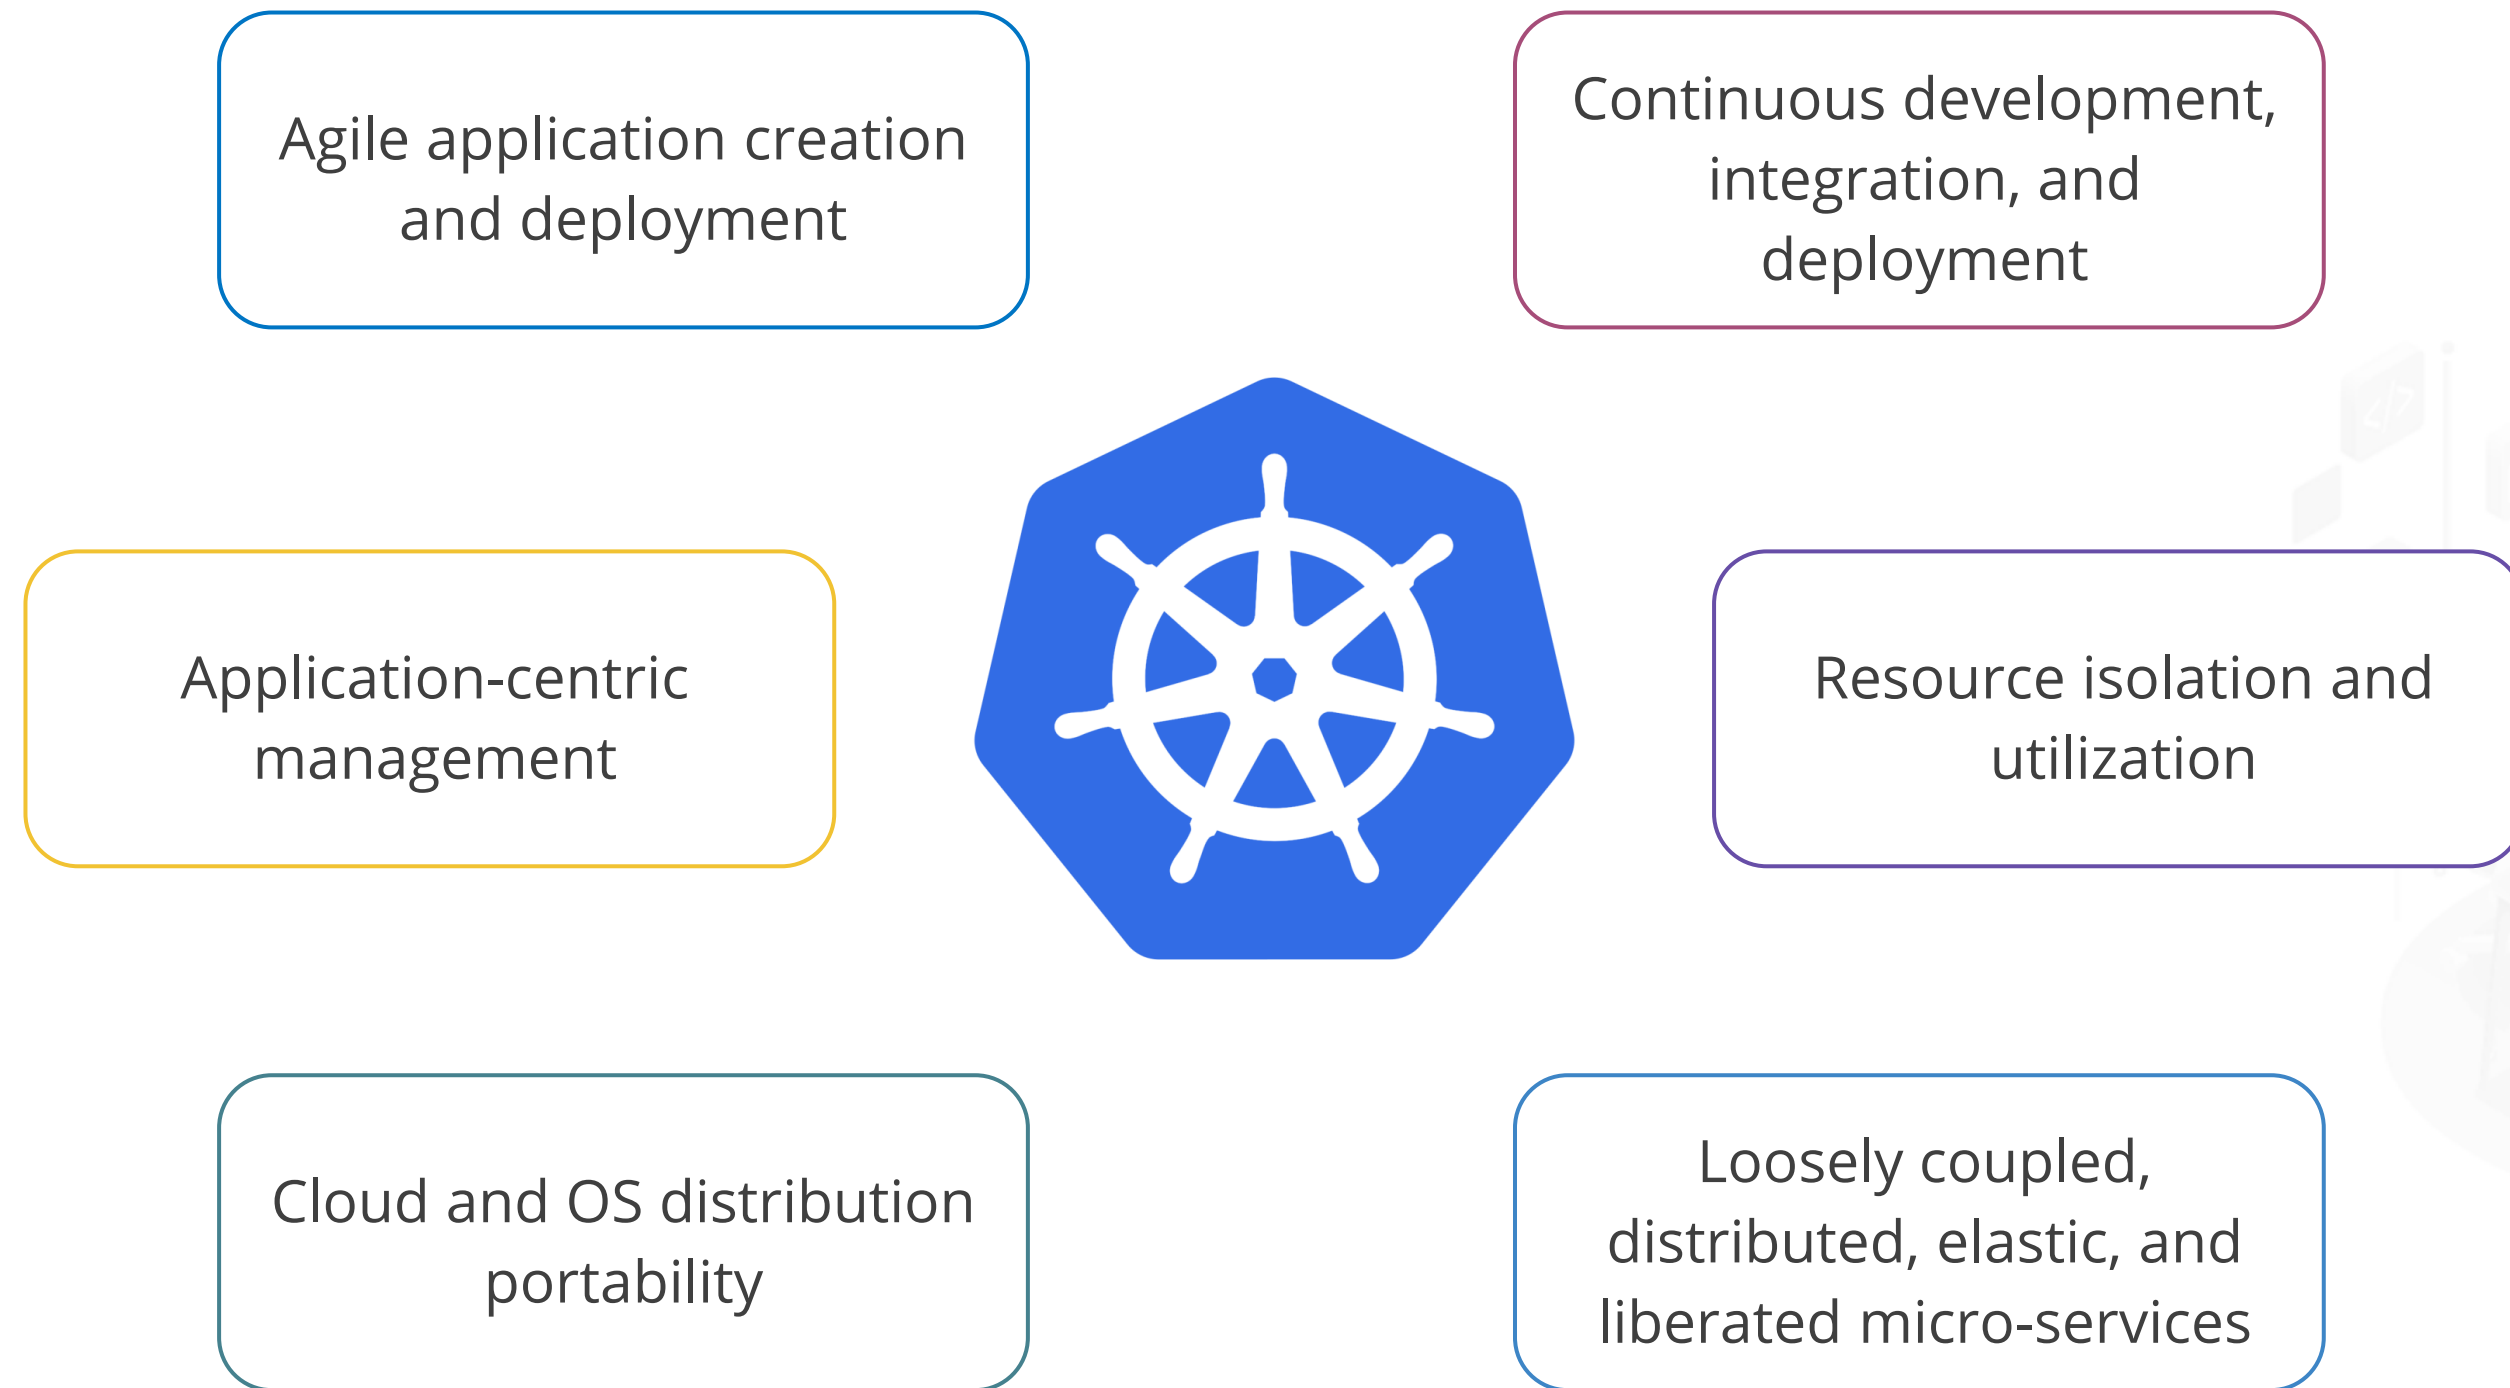 Agile application creation
and deployment
Continuous development,
integration, and
deployment
Application-centric
management
Resource isolation and
utilization
Cloud and OS distribution
portability
Loosely coupled,
distributed, elastic, and
liberated micro-services